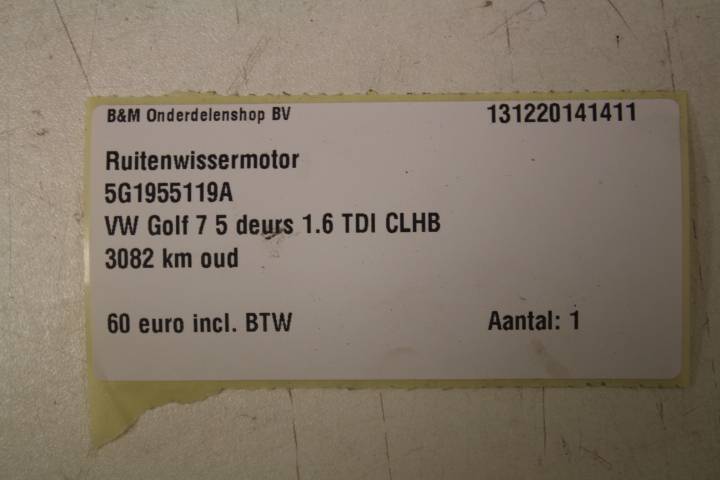 B&M Onderdelenshop BV 131220141411
Ruitenwissermotor
5G1955119A
VW Golf 7 5 deurs 1.6 TDI CLHB
3082 km oud
60 euro incl. BTW Aantal: 1